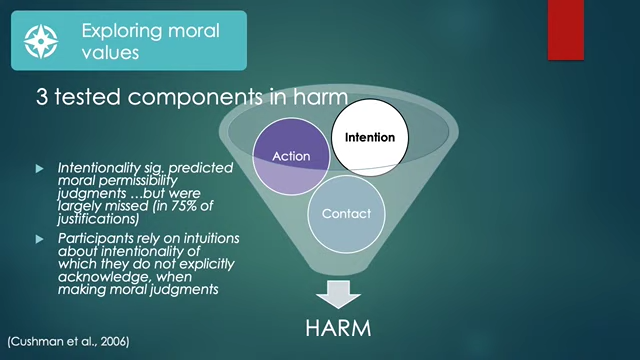 Exploring moral
values
3 tested components in harm
Intention
Action
Contact
Intentionality sig. predicted
moral permissibility
judgments ...but were
largely missed (in 75% of
justifications)
Participants rely on intuitions
about intentionality of
which they do not explicitly
acknowledge, when
making moral judgments
HARM
(Cushman et al., 2006)